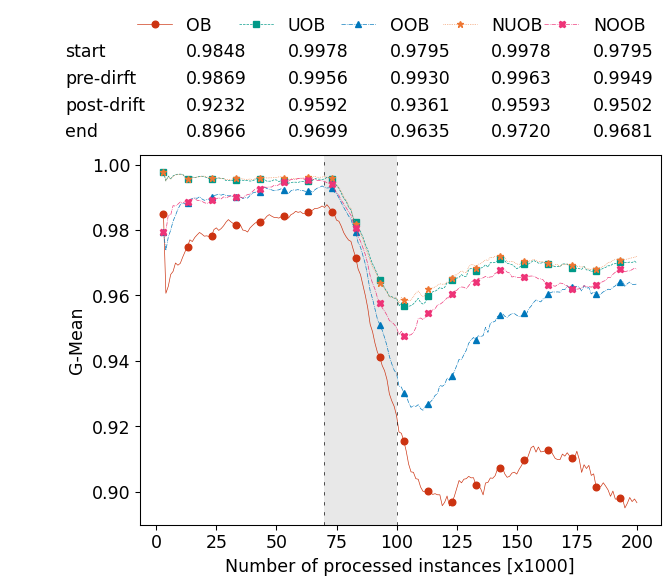 OB UOB OOB NUOB NOOB
start 0.9848 0.9978 0.9795 0.9978 0.9795
pre-dirft 0.9869 0.9956 0.9930 0.9963 0.9949
post-drift 0.9232 0.9592 0.9361 0.9593 0.9502
end 0.8966 0.9699 0.9635 0.9720 0.9681
1.00
0.98
0.96
0.94
0.92
0.90
G-Mean
0 25 50 75 100 125 150 175 200
Number of processed instances [x1000]